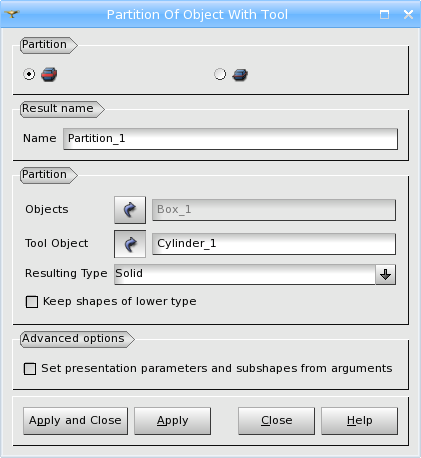 Partition Of Object With Tool
Partition
Result name
Name Partition_1
Partition
Objects Box_1
Tool Object Cylinder_1
Resulting Type Solid
Keep shapes of lower type
Advanced options
Set presentation parameters and subshapes from arguments
Apply and Close Apply Close Help